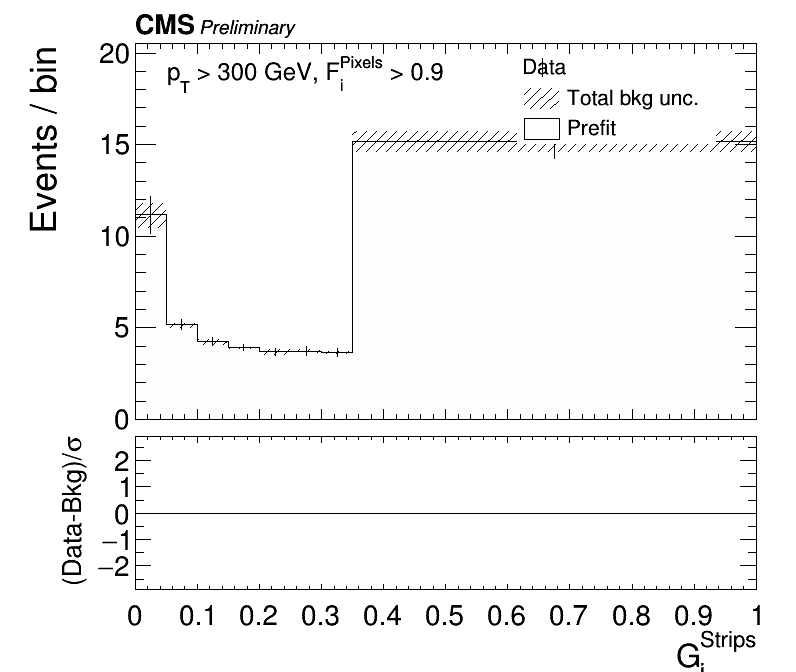 CMS Preliminary
p_T > 300 GeV, F_i^Pixels > 0.9
Data
Total bkg unc.
Prefit
Events / bin
20
15
10
5
0
(Data-Bkg)/σ
2
1
0
−1
−2
0 0.1 0.2 0.3 0.4 0.5 0.6 0.7 0.8 0.9 1
G_i^Strips